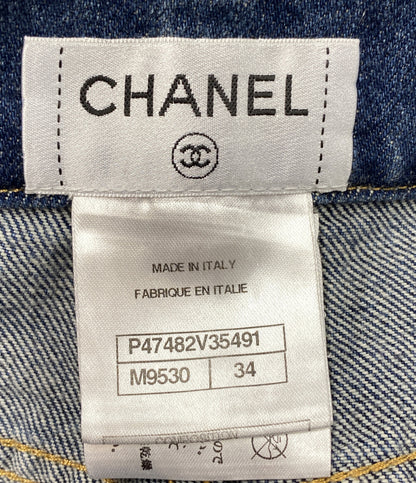 CHANEL
MADE IN ITALY
FABRIQUE EN ITALIE
P47482V35491
M9530 34